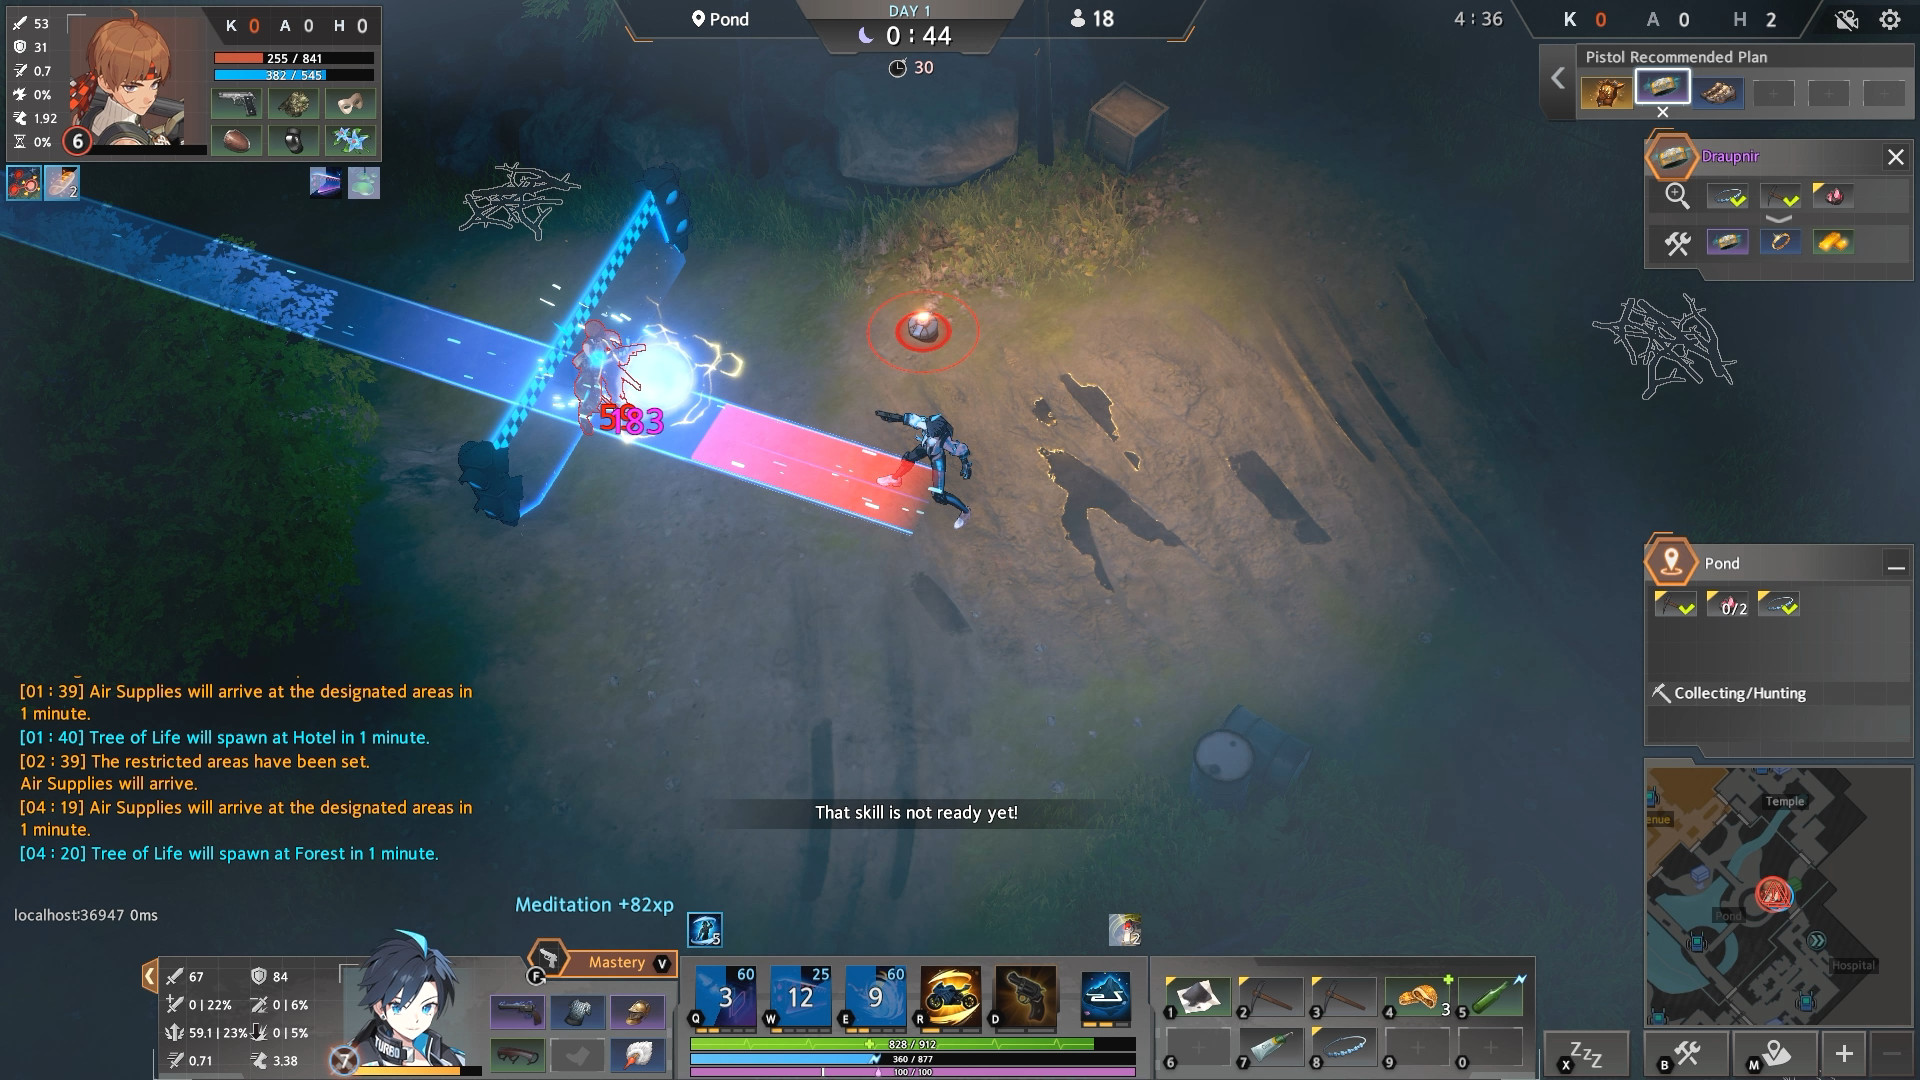 53
31
0.7
0%
1.92
0%
6
K 0 A 0 H 0
255 / 841
382 / 545
2
Pond
DAY 1
0 : 44
30
18
4 : 36
K 0 A 0 H 2
Pistol Recommended Plan
Draupnir
183
Pond
0/2
Collecting/Hunting
[01 : 39] Air Supplies will arrive at the designated areas in
1 minute.
[01 : 40] Tree of Life will spawn at Hotel in 1 minute.
[02 : 39] The restricted areas have been set.
Air Supplies will arrive.
[04 : 19] Air Supplies will arrive at the designated areas in
1 minute.
[04 : 20] Tree of Life will spawn at Forest in 1 minute.
That skill is not ready yet!
localhost:36947 0ms
Meditation +82xp
5
2
Temple
enue
Pond
Hospital
67
84
0 | 22%
0 | 6%
59.1 | 23%
0 | 5%
0.71
3.38
TURBO
7
F
Mastery V
60
3
Q
25
12
W
60
9
E
R
D
828 / 912
360 / 877
100 / 100
1
2
3
4
3
5
6
7
8
9
0
Zzz
X
B
M